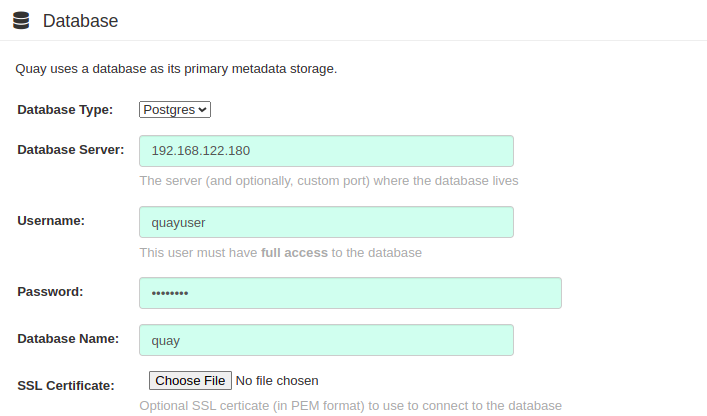 Database
Quay uses a database as its primary metadata storage.
Database Type: Postgres
Database Server: 192.168.122.180
The server (and optionally, custom port) where the database lives
Username: quayuser
This user must have full access to the database
Password: ••••••••
Database Name: quay
SSL Certificate: Choose File No file chosen
Optional SSL certicate (in PEM format) to use to connect to the database